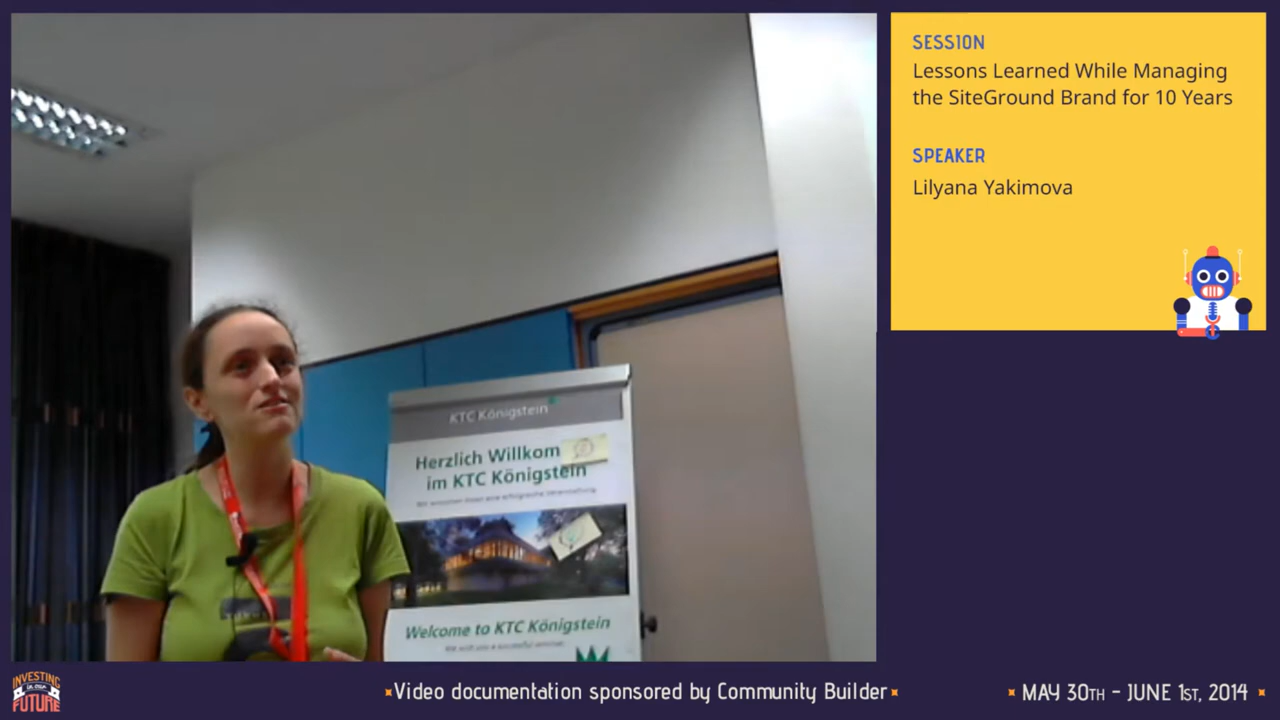 SESSION
Lessons Learned While Managing
the SiteGround Brand for 10 Years
SPEAKER
Lilyana Yakimova
KTC Königstein
Herzlich Willkom
im KTC Königstein
Welcome to KTC Königstein
INVESTING
IN OUR
FUTURE
Video documentation sponsored by Community Builder
MAY 30TH - JUNE 1ST, 2014